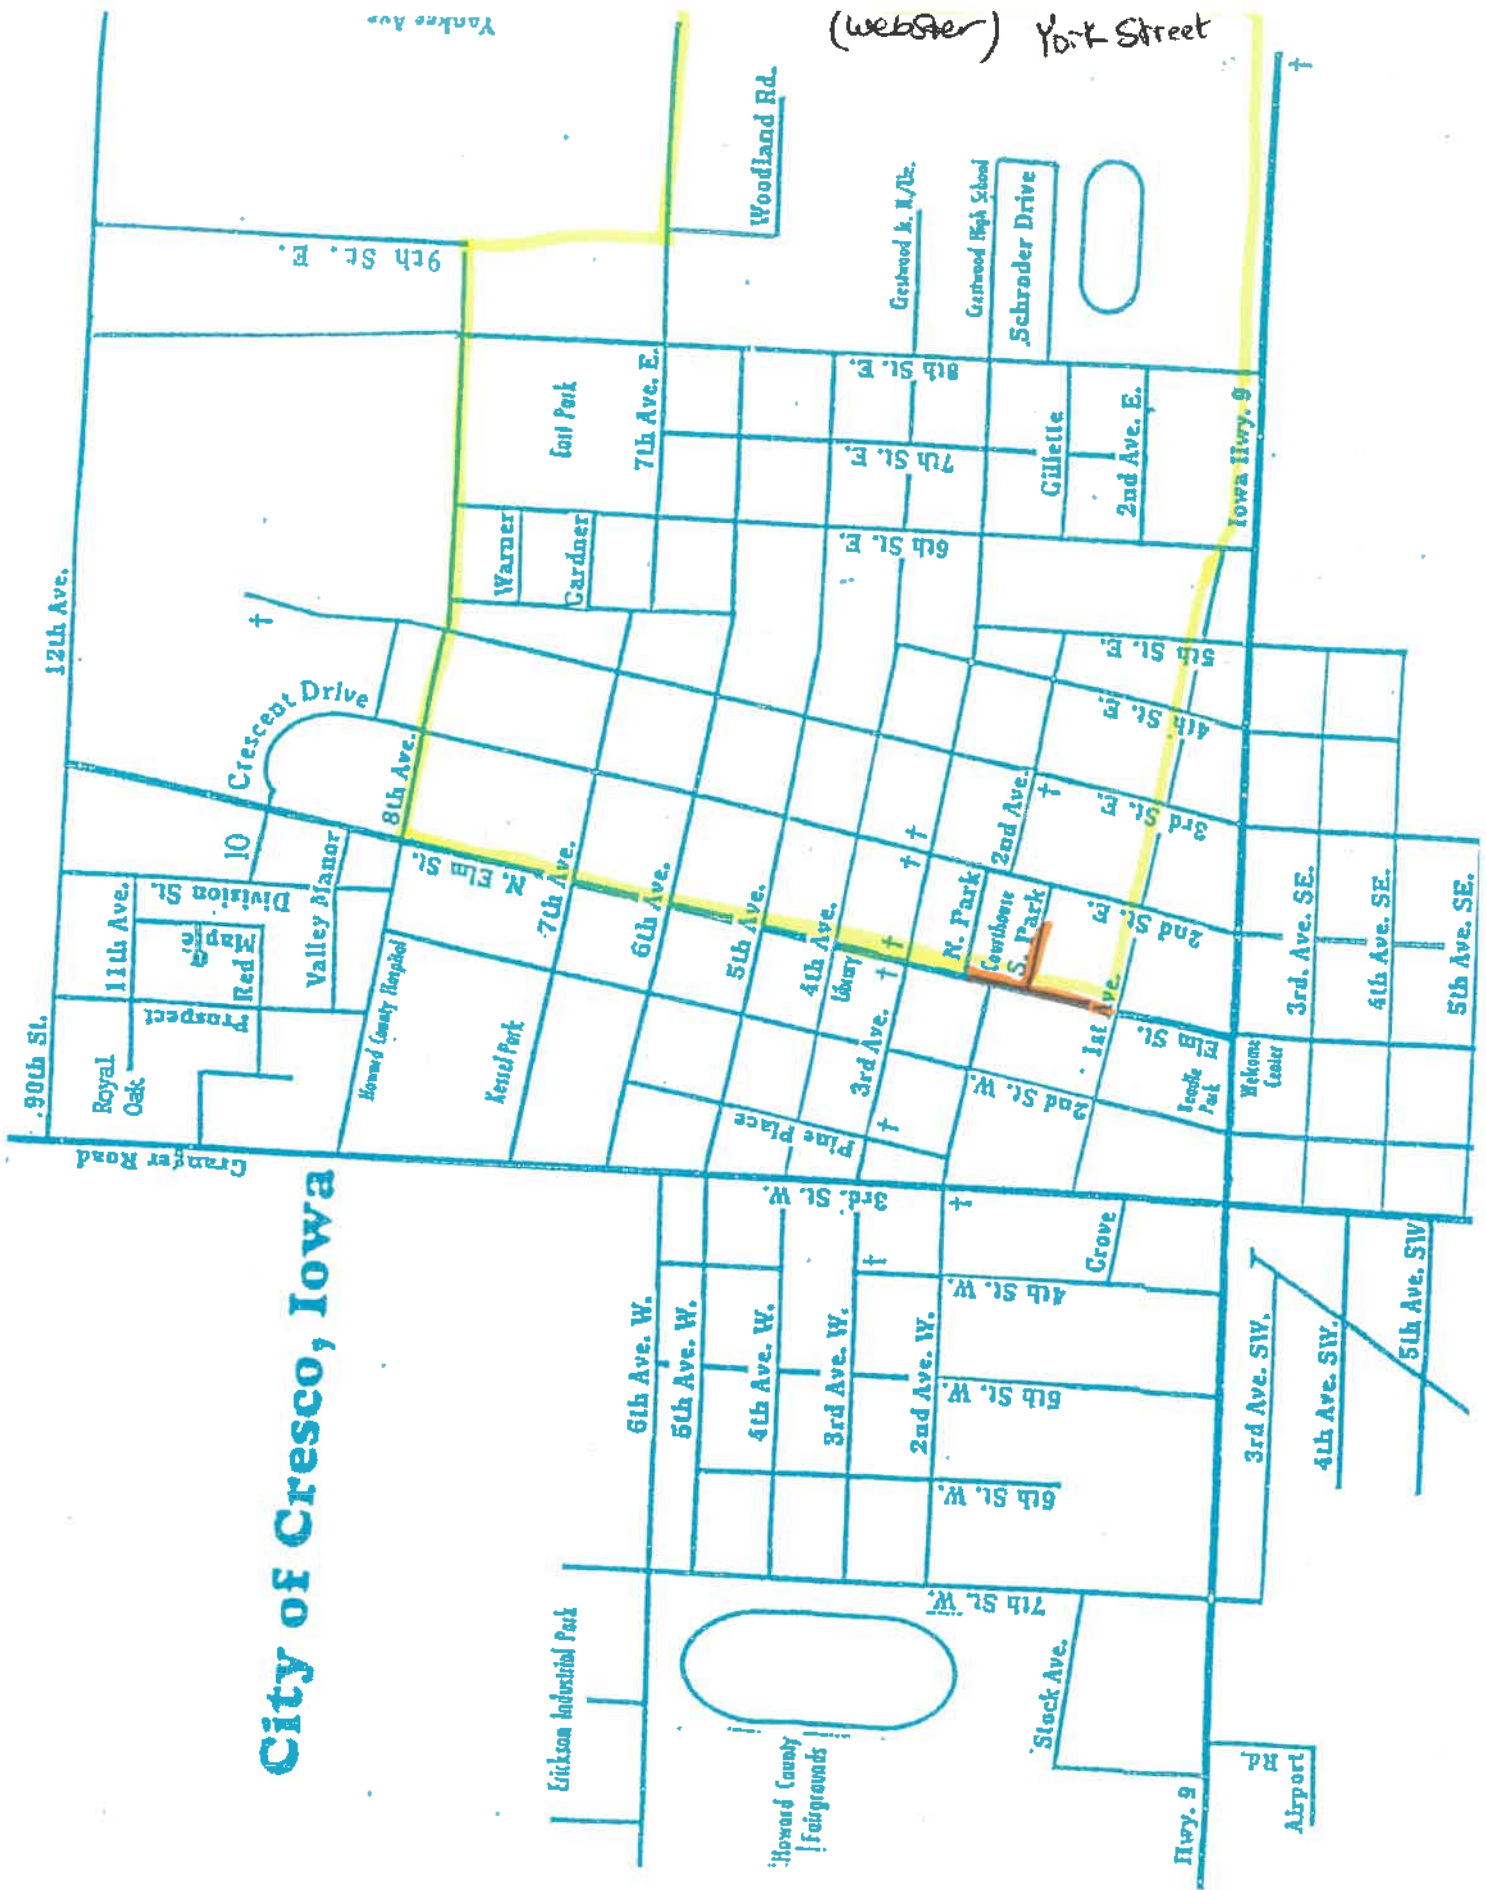 City of Cresco, Iowa
(webster) York Street
Yankee Ave
Woodland Rd.
9th St. E.
12th Ave.
Crescent Drive
10
8th Ave.
N. Elm St.
Division St.
11th Ave.
Red Maple C.
Valley Manor
Prospect
90th St.
Royal Oak
Granger Road
Howard County Hospital
Kessel Park
7th Ave.
6th Ave.
5th Ave.
4th Ave.
Library
3rd Ave.
Pine Place
2nd St. W.
N. Park
Courthouse
S. Park
2nd Ave.
1st Ave.
Elm St.
Beadle Park
Welcome Center
2nd St. E.
3rd St. E.
4th St. E.
5th St. E.
6th St. E.
7th St. E.
8th St. E.
Warner
Gardner
East Park
7th Ave. E.
Crestwood High School
Schroder Drive
Gillette
2nd Ave. E.
Iowa Hwy. 9
3rd. Ave. SE.
4th Ave. SE.
5th Ave. SE.
3rd. St. W.
6th Ave. W.
5th Ave. W.
4th Ave. W.
3rd Ave. W.
2nd Ave. W.
Grove
4th St. W.
6th St. W.
6th St. W.
7th St. W.
3rd Ave. SW.
4th Ave. SW.
5th Ave. SW
Erickson Industrial Park
Howard County Fairgrounds
Stock Ave.
Hwy. 9
Airport Rd.